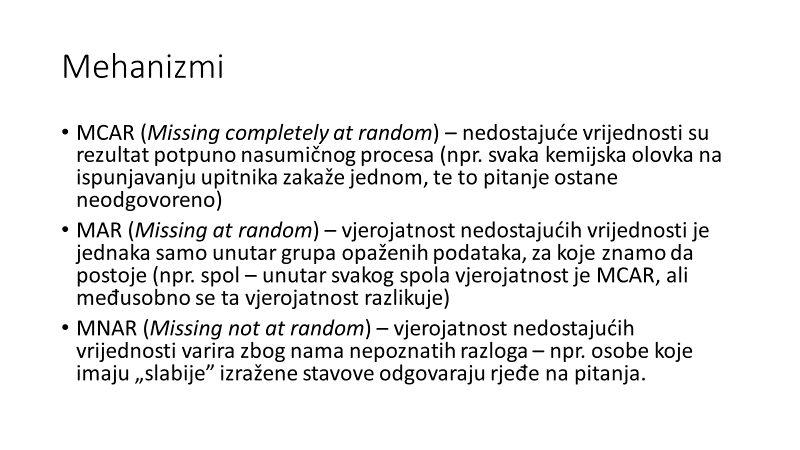 Mehanizmi
• MCAR (Missing completely at random) – nedostajuće vrijednosti su
rezultat potpuno nasumičnog procesa (npr. svaka kemijska olovka na
ispunjavanju upitnika zakaže jednom, te to pitanje ostane
neodgovoreno)
• MAR (Missing at random) – vjerojatnost nedostajućih vrijednosti je
jednaka samo unutar grupa opaženih podataka, za koje znamo da
postoje (npr. spol – unutar svakog spola vjerojatnost je MCAR, ali
međusobno se ta vjerojatnost razlikuje)
• MNAR (Missing not at random) – vjerojatnost nedostajućih
vrijednosti varira zbog nama nepoznatih razloga – npr. osobe koje
imaju „slabije” izražene stavove odgovaraju rjeđe na pitanja.